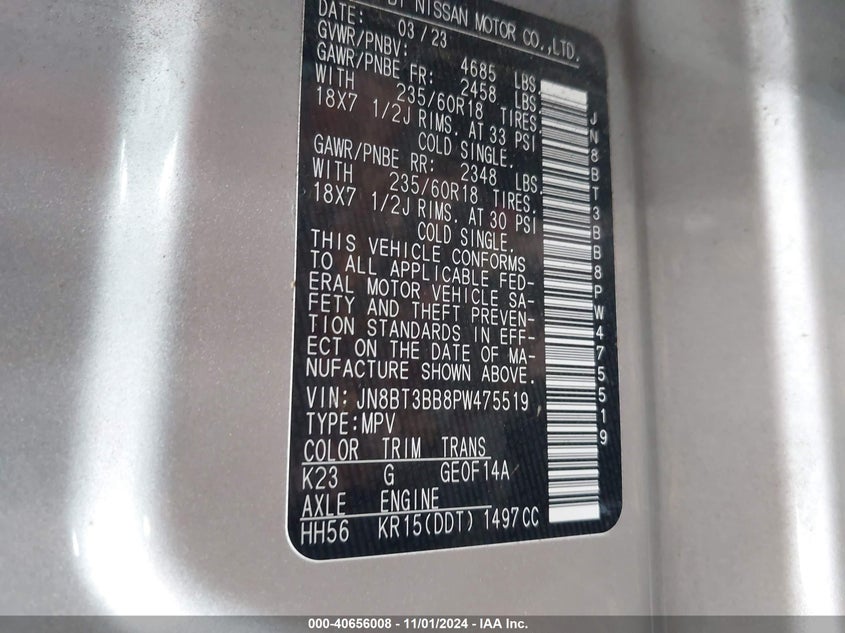 BY NISSAN MOTOR CO.,LTD.
DATE: 03/23
GVWR/PNBV: 4685 LBS
GAWR/PNBE FR: 2458 LBS.
WITH 235/60R18 TIRES,
18X7 1/2J RIMS. AT 33 PSI
COLD SINGLE.
GAWR/PNBE RR: 2348 LBS.
WITH 235/60R18 TIRES,
18X7 1/2J RIMS. AT 30 PSI
COLD SINGLE.
THIS VEHICLE CONFORMS
TO ALL APPLICABLE FED-
ERAL MOTOR VEHICLE SA-
FETY AND THEFT PREVEN-
TION STANDARDS IN EFF-
ECT ON THE DATE OF MA-
NUFACTURE SHOWN ABOVE.
VIN: JN8BT3BB8PW475519
TYPE:MPV
COLOR TRIM TRANS
K23 G GE0F14A
AXLE ENGINE
HH56 KR15(DDT) 1497CC
JN8BT3BB8PW475519
000-40656008 - 11/01/2024 - IAA Inc.